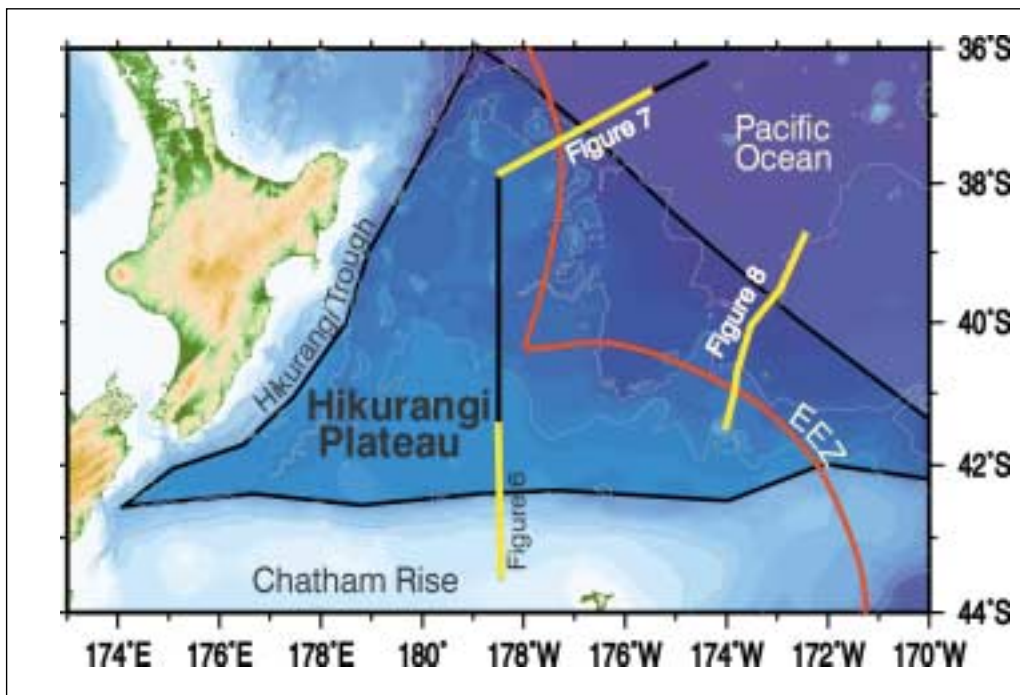 36°S
38°S
40°S
42°S
44°S
174°E
176°E
178°E
180°
178°W
176°W
174°W
172°W
170°W
Figure 7
Pacific
Ocean
Hikurangi Trough
Figure 8
Hikurangi
Plateau
EEZ
Figure 6
Chatham Rise